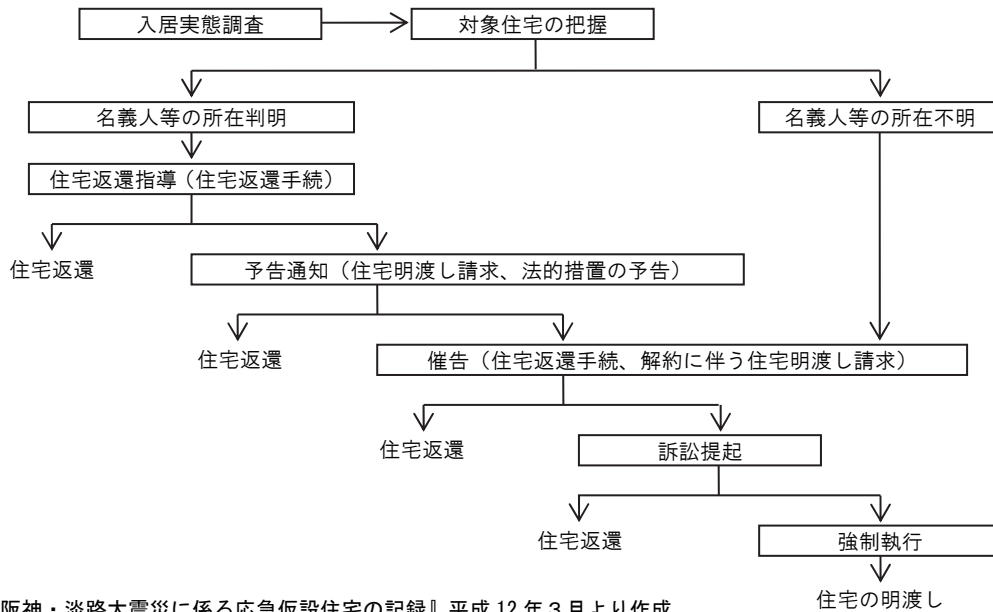 入居実態調査
対象住宅の把握
名義人等の所在判明
名義人等の所在不明
住宅返還指導（住宅返還手続）
住宅返還
予告通知（住宅明渡し請求、法的措置の予告）
住宅返還
催告（住宅返還手続、解約に伴う住宅明渡し請求）
住宅返還
訴訟提起
住宅返還
強制執行
住宅の明渡し
阪神・淡路大震災に係る応急仮設住宅の記録』平成 12 年３月より作成